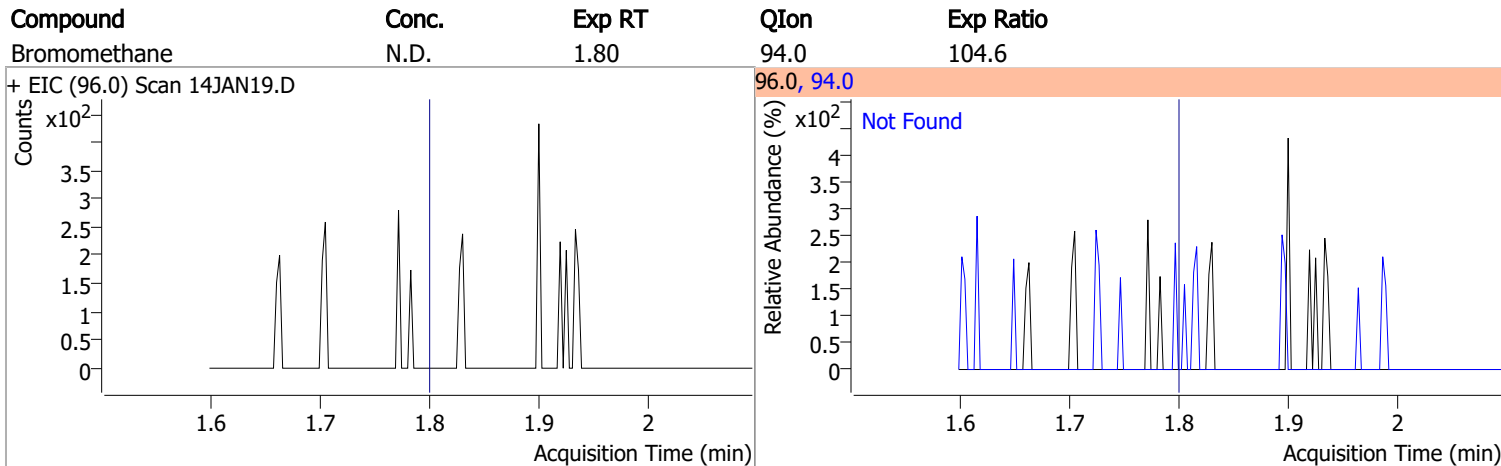 Compound Conc. Exp RT QIon Exp Ratio
Bromomethane N.D. 1.80 94.0 104.6
+ EIC (96.0) Scan 14JAN19.D
Counts
x10²
3.5
3
2.5
2
1.5
1
0.5
0
1.6 1.7 1.8 1.9 2
Acquisition Time (min)
96.0, 94.0
Relative Abundance (%)
x10²
Not Found
4
3.5
3
2.5
2
1.5
1
0.5
0
1.6 1.7 1.8 1.9 2
Acquisition Time (min)